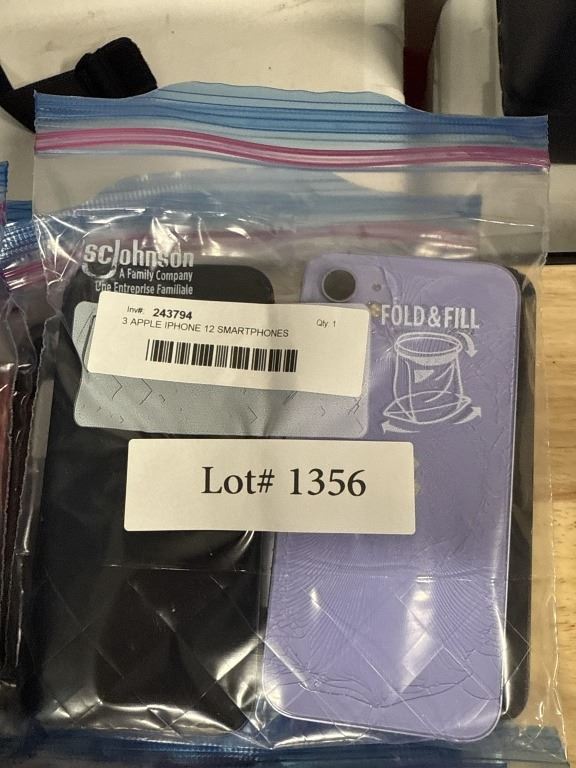 scjohnson
A Family Company
Une Entreprise Familiale
Inv#: 243794
Qty. 1
3 APPLE IPHONE 12 SMARTPHONES
FOLD & FILL
Lot# 1356